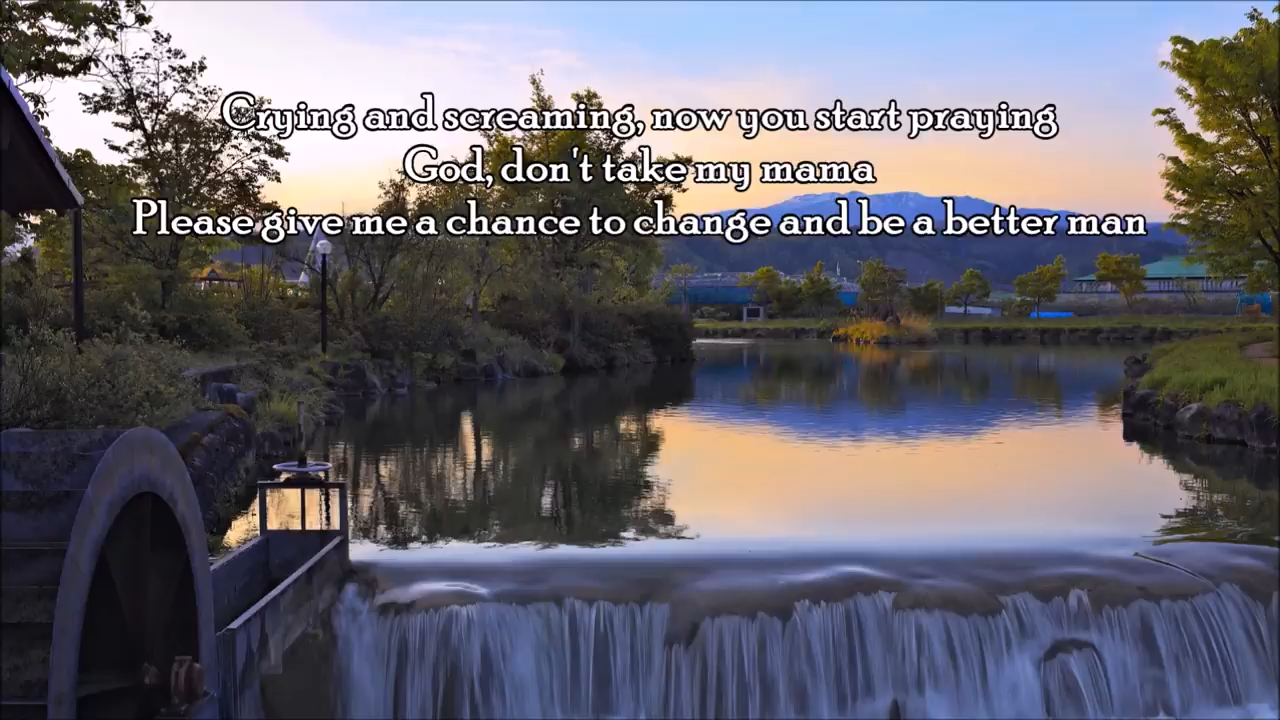 Crying and screaming, now you start praying
God, don't take my mama
Please give me a chance to change and be a better man